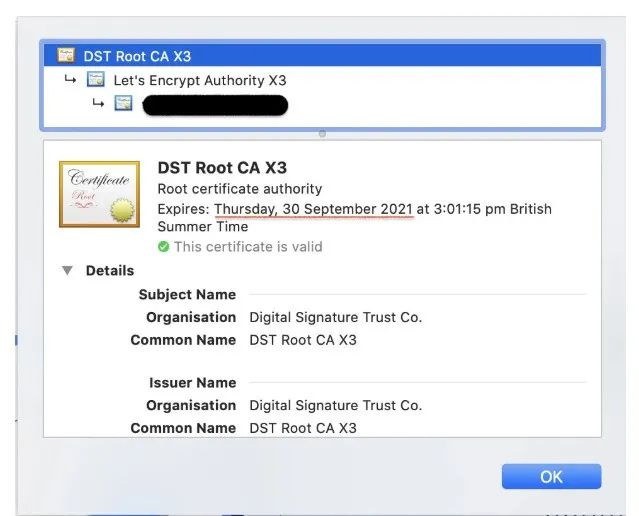 DST Root CA X3
Let's Encrypt Authority X3
Certificate
Root
DST Root CA X3
Root certificate authority
Expires: Thursday, 30 September 2021 at 3:01:15 pm British
Summer Time
This certificate is valid
Details
Subject Name
Organisation Digital Signature Trust Co.
Common Name DST Root CA X3
Issuer Name
Organisation Digital Signature Trust Co.
Common Name DST Root CA X3
OK